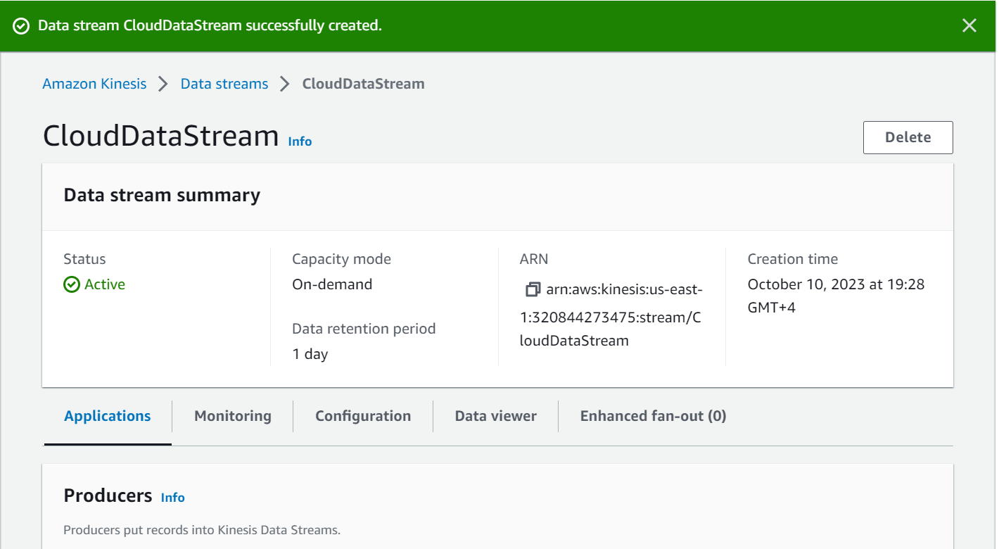 Data stream CloudDataStream successfully created.
Amazon Kinesis
Data streams
CloudDataStream
CloudDataStream Info
Delete
Data stream summary
Status
Active
Capacity mode
On-demand
Data retention period
1 day
ARN
arn:aws:kinesis:us-east-
1:320844273475:stream/C
loudDataStream
Creation time
October 10, 2023 at 19:28
GMT+4
Applications
Monitoring
Configuration
Data viewer
Enhanced fan-out (0)
Producers Info
Producers put records into Kinesis Data Streams.